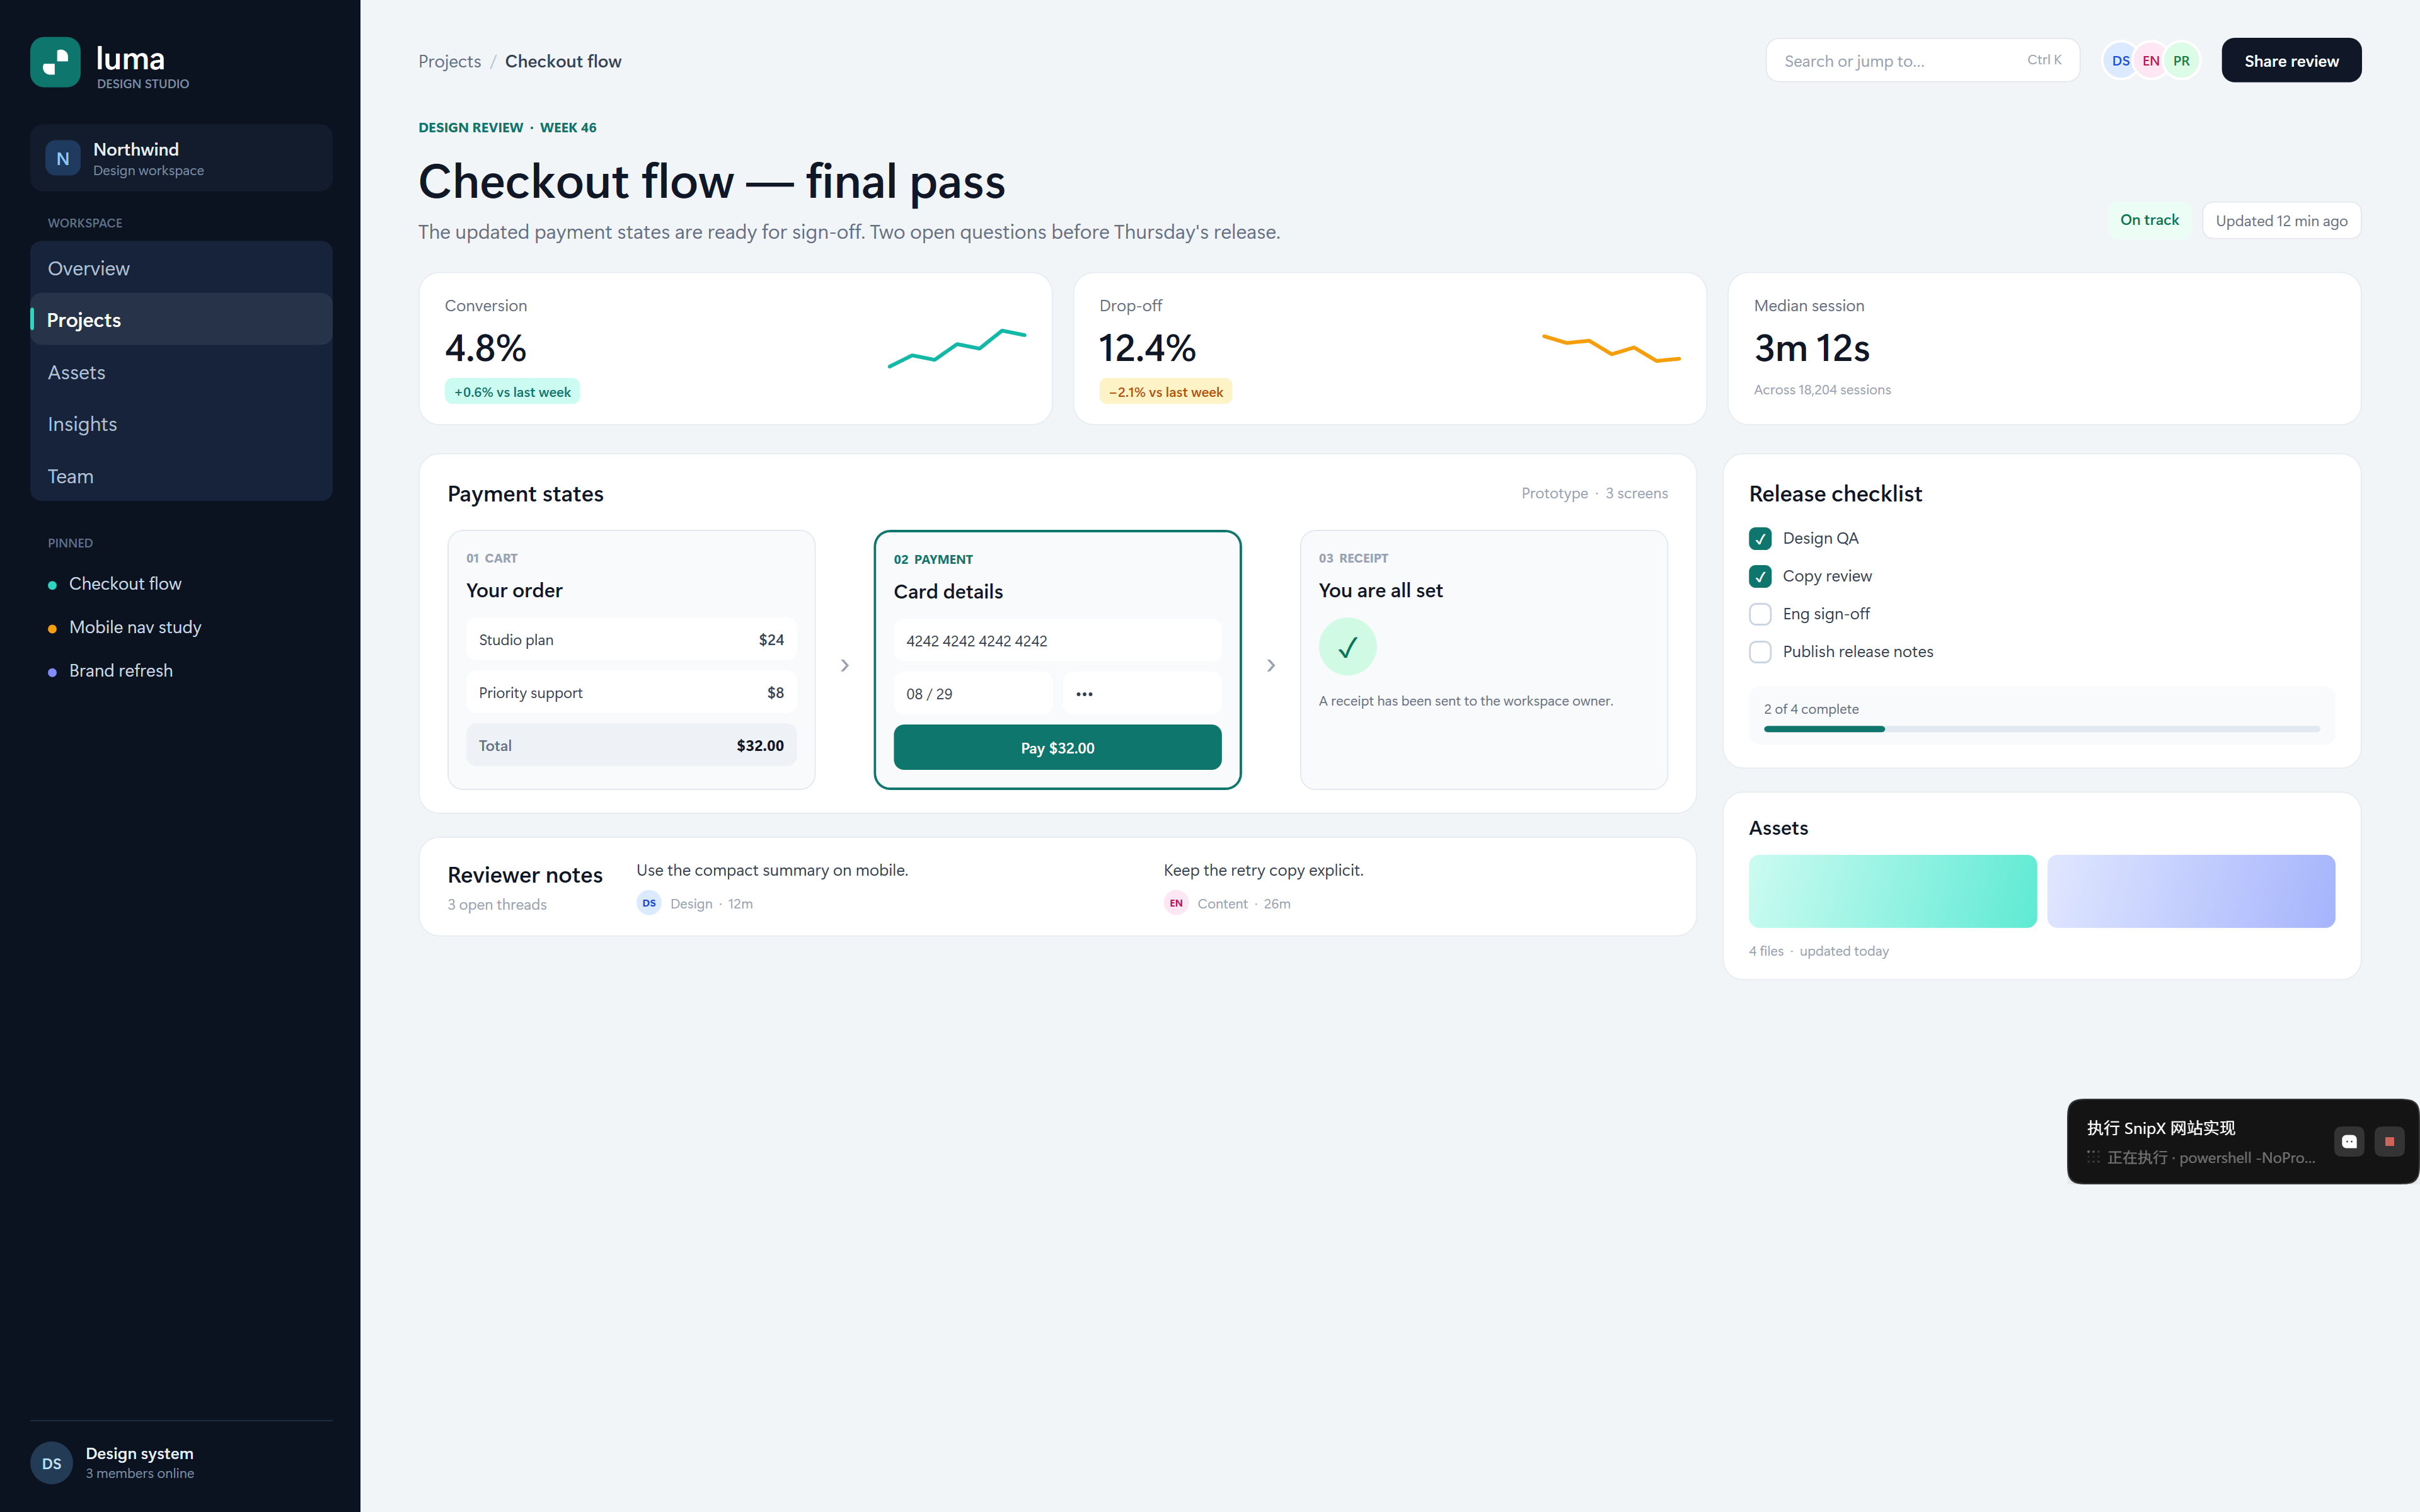 luma
DESIGN STUDIO
N
Northwind
Design workspace
WORKSPACE
Overview
Projects
Assets
Insights
Team
PINNED
Checkout flow
Mobile nav study
Brand refresh
DS
Design system
3 members online
Projects / Checkout flow
Search or jump to... Ctrl K
DS EN PR
Share review
DESIGN REVIEW · WEEK 46
Checkout flow — final pass
The updated payment states are ready for sign-off. Two open questions before Thursday's release.
On track
Updated 12 min ago
Conversion
4.8%
+0.6% vs last week
Drop-off
12.4%
−2.1% vs last week
Median session
3m 12s
Across 18,204 sessions
Payment states
Prototype · 3 screens
01 CART
Your order
Studio plan $24
Priority support $8
Total $32.00
›
02 PAYMENT
Card details
4242 4242 4242 4242
08 / 29 •••
Pay $32.00
›
03 RECEIPT
You are all set
✓
A receipt has been sent to the workspace owner.
Reviewer notes
3 open threads
Use the compact summary on mobile.
DS Design · 12m
Keep the retry copy explicit.
EN Content · 26m
Release checklist
✓ Design QA
✓ Copy review
Eng sign-off
Publish release notes
2 of 4 complete
Assets
4 files · updated today
执行 SnipX 网站实现
正在执行 · powershell -NoPro...